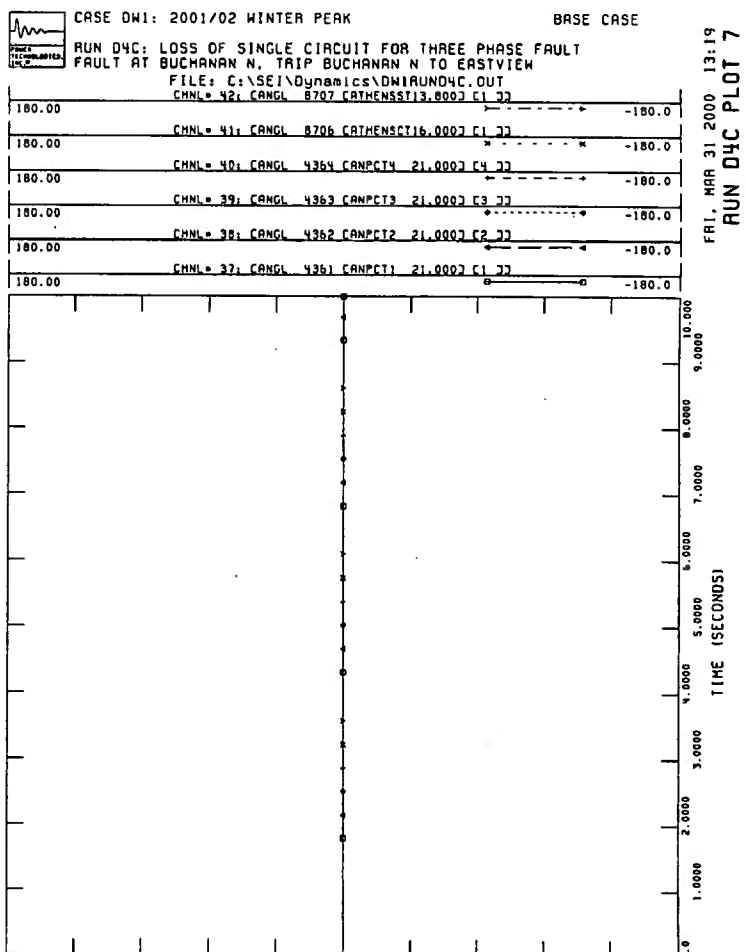 CASE DW1: 2001/02 WINTER PEAK BASE CASE
POWER TECHNOLOGIES, INC.®
RUN D4C: LOSS OF SINGLE CIRCUIT FOR THREE PHASE FAULT
FAULT AT BUCHANAN N, TRIP BUCHANAN N TO EASTVIEW
FILE: C:\SEI\Dynamics\DW1RUND4C.OUT
CHNL# 42: [ANGL 8707 [ATHENSST13.800] [1 ]]
180.00 -180.0
CHNL# 41: [ANGL 8706 [ATHENSCT16.000] [1 ]]
180.00 -180.0
CHNL# 40: [ANGL 4364 [ANPCT4 21.000] [4 ]]
180.00 -180.0
CHNL# 39: [ANGL 4363 [ANPCT3 21.000] [3 ]]
180.00 -180.0
CHNL# 38: [ANGL 4362 [ANPCT2 21.000] [2 ]]
180.00 -180.0
CHNL# 37: [ANGL 4361 [ANPCT1 21.000] [1 ]]
180.00 -180.0
FRI, MAR 31 2000 13:19
RUN D4C PLOT 7
10.000
9.0000
8.0000
7.0000
6.0000
5.0000
4.0000
3.0000
2.0000
1.0000
TIME (SECONDS)